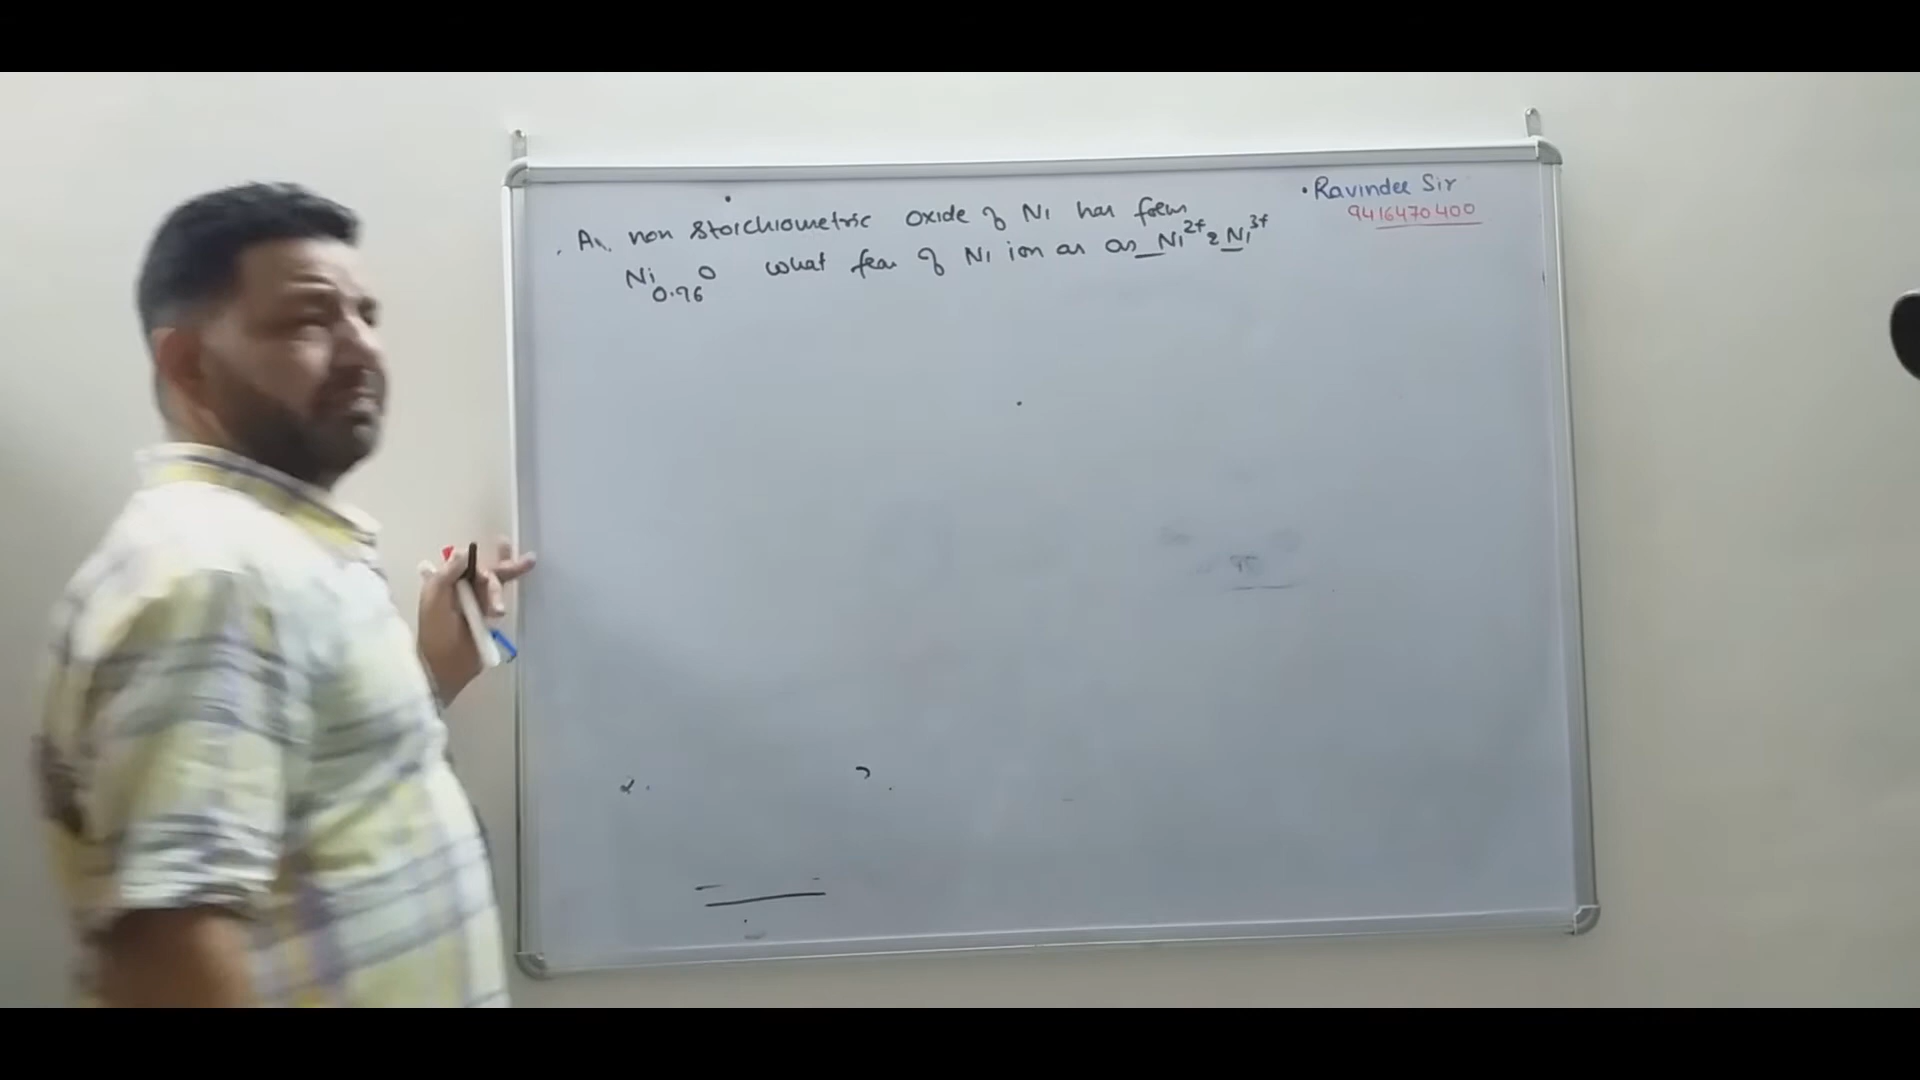 An non Stoichiometric oxide of Ni has form
Ni0.96O what frac of Ni ion as as Ni2+ & Ni3+
• Ravinder Sir
9416470400